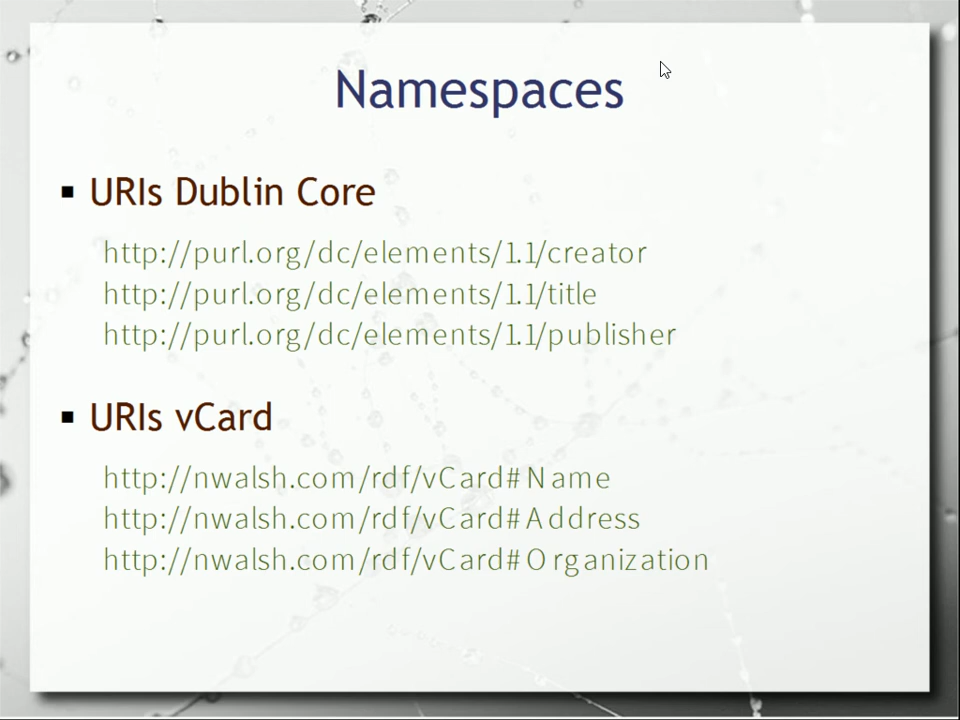 Namespaces
URIs Dublin Core
http://purl.org/dc/elements/1.1/creator
http://purl.org/dc/elements/1.1/title
http://purl.org/dc/elements/1.1/publisher
URIs vCard
http://nwalsh.com/rdf/vCard#Name
http://nwalsh.com/rdf/vCard#Address
http://nwalsh.com/rdf/vCard#Organization